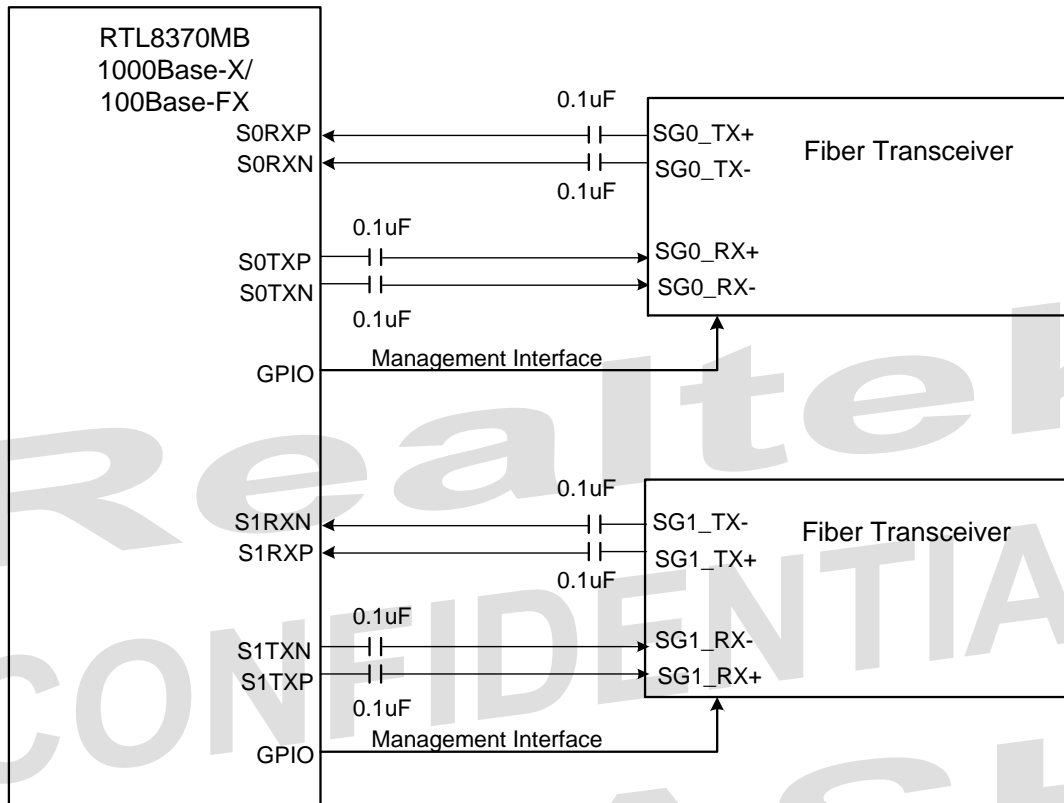 RTL8370MB
1000Base-X/
100Base-FX
0.1uF
S0RXP
SG0_TX+
Fiber Transceiver
S0RXN
SG0_TX-
0.1uF
0.1uF
S0TXP
SG0_RX+
S0TXN
SG0_RX-
0.1uF
Management Interface
GPIO
Realtek
0.1uF
S1RXN
SG1_TX-
Fiber Transceiver
S1RXP
SG1_TX+
0.1uF
CONFIDENTIA
0.1uF
S1TXN
SG1_RX-
S1TXP
SG1_RX+
0.1uF
Management Interface
GPIO